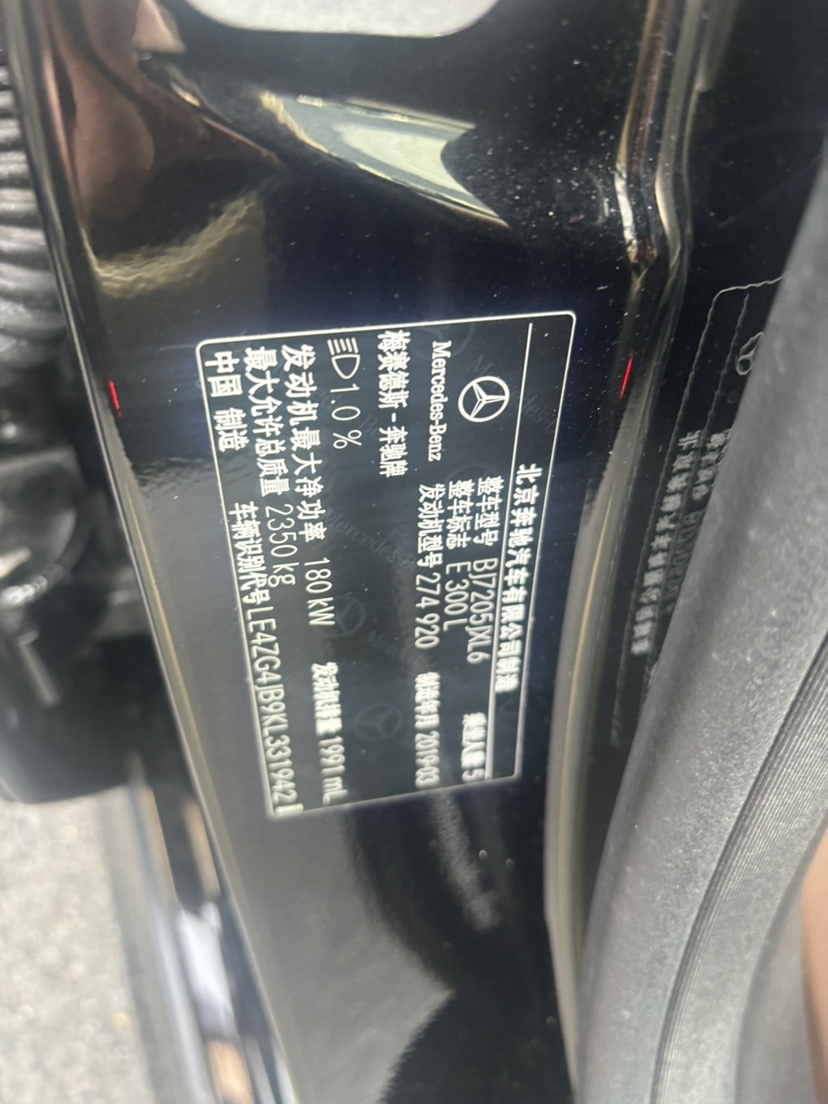 北京奔驰汽车有限公司制造
Mercedes-Benz
整车型号 BJ7205JXL6 乘坐人数 5
整车标志 E 300 L
发动机型号 274 920 制造年月 2019-03
梅赛德斯-奔驰牌
1.0 %
发动机最大净功率 180 kW 发动机排量 1991 mL
最大允许总质量 2350 kg
中国 制造 车辆识别代号 LE4ZG4JB9KL331942